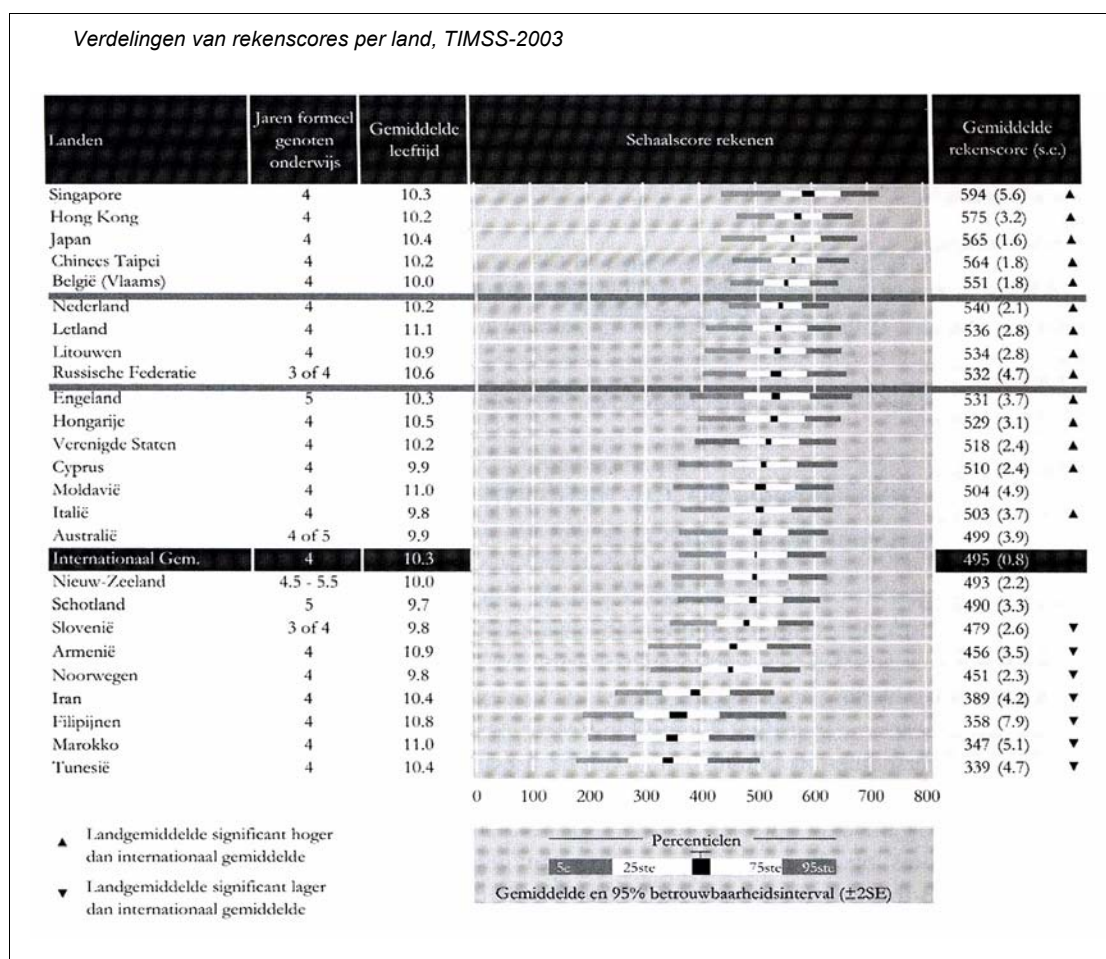 Verdelingen van rekenscores per land, TIMSS-2003
Landen Jaren formeel genoten onderwijs Gemiddelde leeftijd Schaalscore rekenen Gemiddelde rekenscore (s.e.)
Singapore 4 10.3 594 (5.6) ▲
Hong Kong 4 10.2 575 (3.2) ▲
Japan 4 10.4 565 (1.6) ▲
Chinees Taipei 4 10.2 564 (1.8) ▲
België (Vlaams) 4 10.0 551 (1.8) ▲
Nederland 4 10.2 540 (2.1) ▲
Letland 4 11.1 536 (2.8) ▲
Litouwen 4 10.9 534 (2.8) ▲
Russische Federatie 3 of 4 10.6 532 (4.7) ▲
Engeland 5 10.3 531 (3.7) ▲
Hongarije 4 10.5 529 (3.1) ▲
Verenigde Staten 4 10.2 518 (2.4) ▲
Cyprus 4 9.9 510 (2.4) ▲
Moldavië 4 11.0 504 (4.9)
Italië 4 9.8 503 (3.7) ▲
Australië 4 of 5 9.9 499 (3.9)
Internationaal Gem. 4 10.3 495 (0.8)
Nieuw-Zeeland 4.5 - 5.5 10.0 493 (2.2)
Schotland 5 9.7 490 (3.3)
Slovenië 3 of 4 9.8 479 (2.6) ▼
Armenië 4 10.9 456 (3.5) ▼
Noorwegen 4 9.8 451 (2.3) ▼
Iran 4 10.4 389 (4.2) ▼
Filipijnen 4 10.8 358 (7.9) ▼
Marokko 4 11.0 347 (5.1) ▼
Tunesië 4 10.4 339 (4.7) ▼
0 100 200 300 400 500 600 700 800
▲ Landgemiddelde significant hoger
dan internationaal gemiddelde
▼ Landgemiddelde significant lager
dan internationaal gemiddelde
Percentielen
5e 25ste 75ste 95ste
Gemiddelde en 95% betrouwbaarheidsinterval (±2SE)